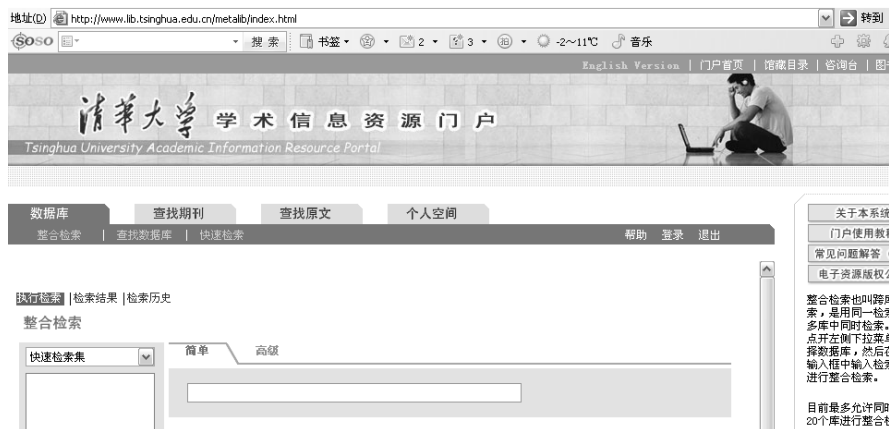 地址(D) http://www.lib.tsinghua.edu.cn/metalib/index.html 转到
SOSO 搜索 书签 2 3 -2~11℃ 音乐
English Version | 门户首页 | 馆藏目录 | 咨询台 | 图
清华大学 学术信息资源门户
Tsinghua University Academic Information Resource Portal
数据库 查找期刊 查找原文 个人空间
整合检索 | 查找数据库 | 快速检索 帮助 登录 退出
关于本系统
门户使用教
常见问题解答
电子资源版权
执行检索 |检索结果 |检索历史
整合检索
快速检索集
简单 高级
整合检索也叫跨库
索，是用同一检索
多库中同时检索。
点开左侧下拉菜单
择数据库，然后在
输入框中输入检索
进行整合检索。
目前最多允许同时
20个库进行整合检